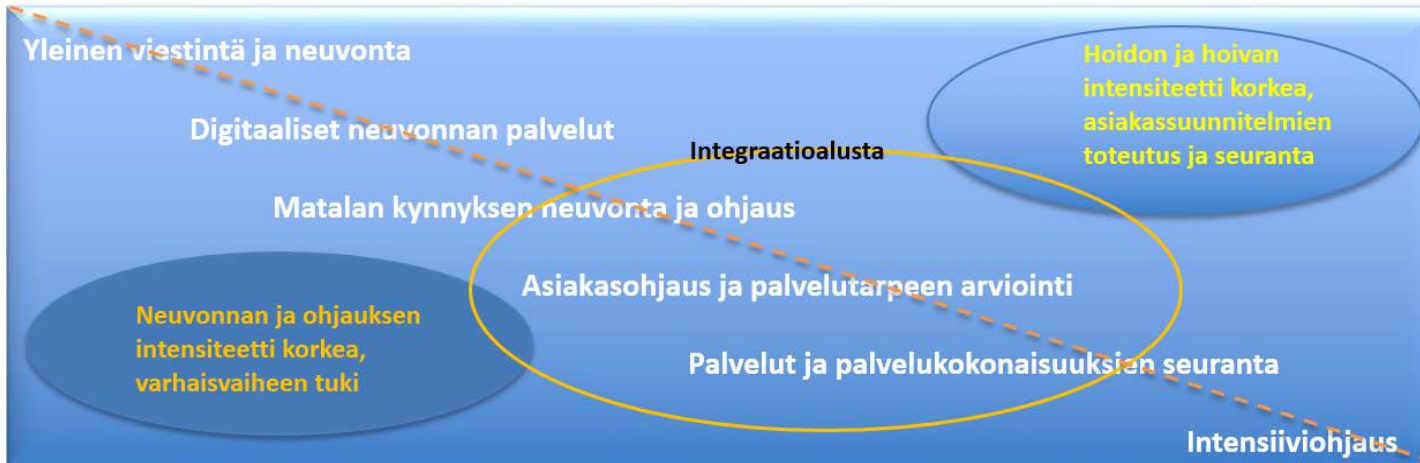 Yleinen viestintä ja neuvonta
Hoidon ja hoivan
intensiteetti korkea,
asiakassuunnitelmien
toteutus ja seuranta
Digitaaliset neuvonnan palvelut
Integraatioalusta
Matalan kynnyksen neuvonta ja ohjaus
Asiakasohjaus ja palvelutarpeen arviointi
Neuvonnan ja ohjauksen
intensiteetti korkea,
varhaisvaiheen tuki
Palvelut ja palvelukokonaisuuksien seuranta
Intensiiviohjaus